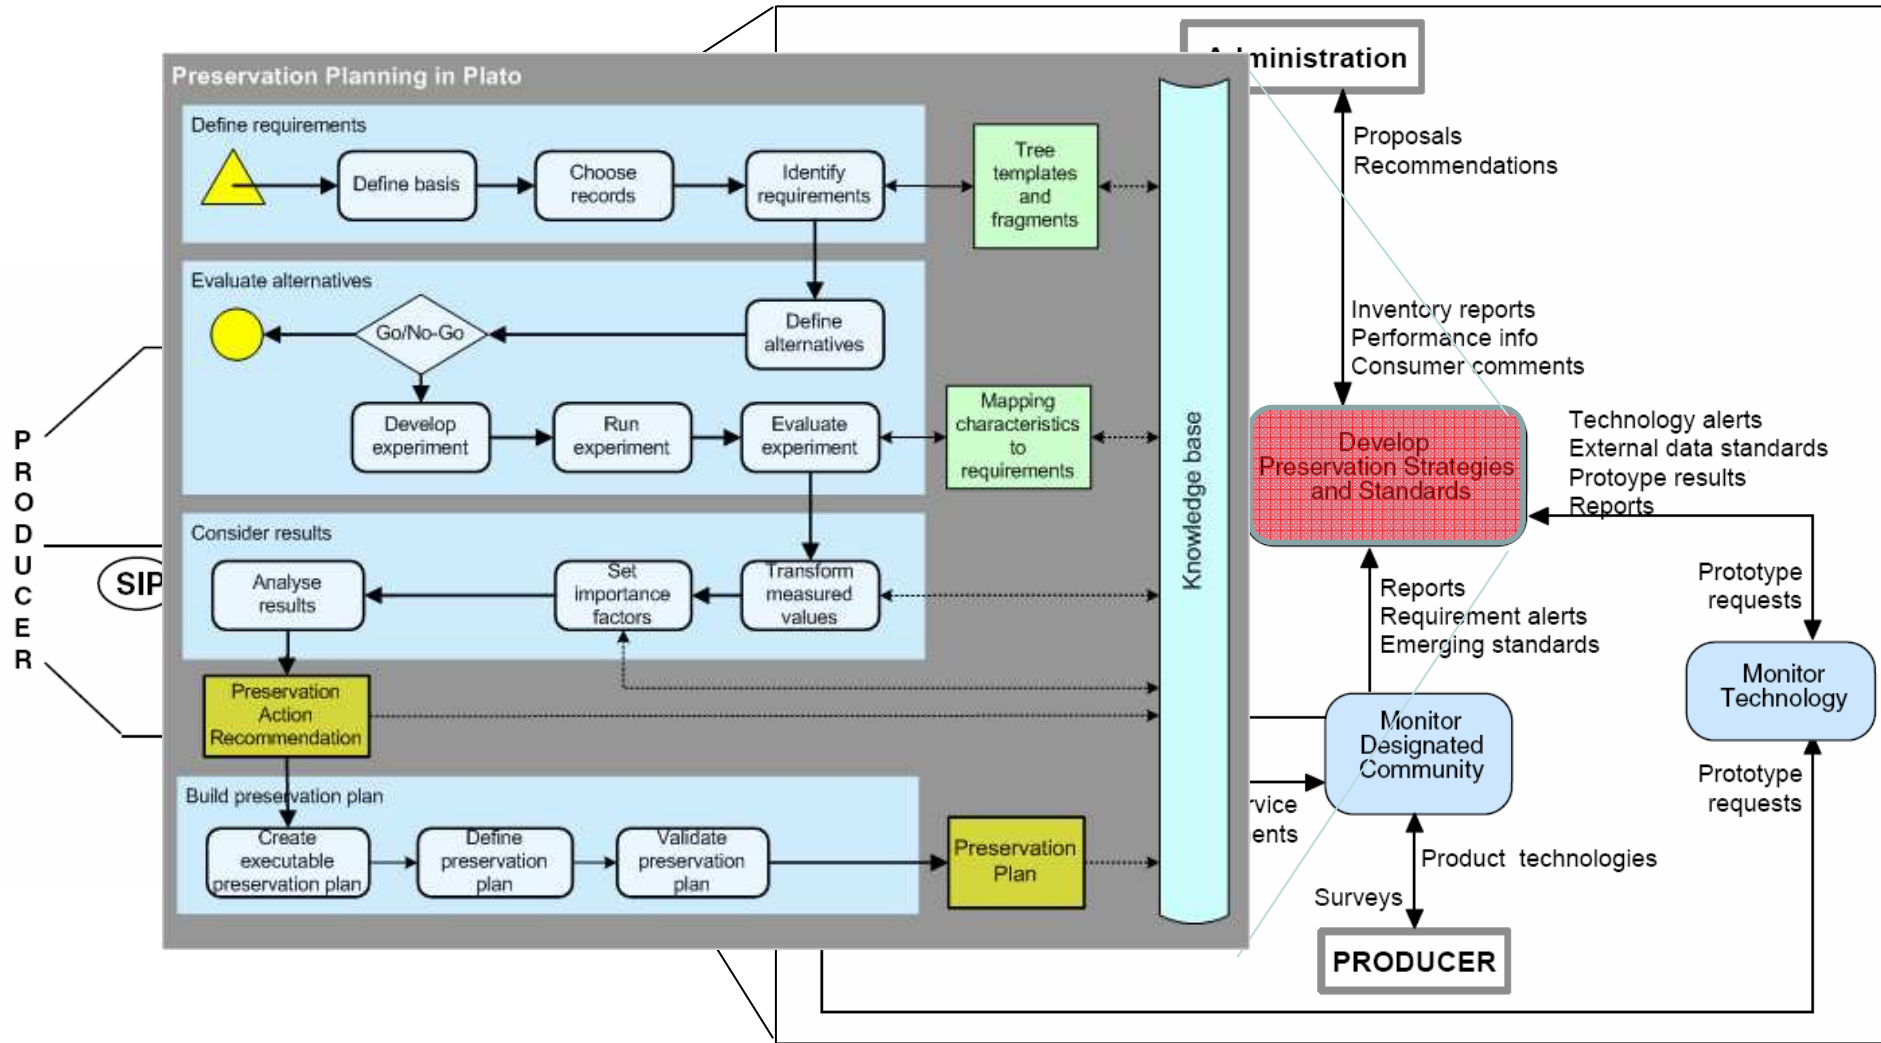 Administration
Preservation Planning in Plato
Define requirements
Define basis
Choose
records
Identify
requirements
Tree
templates
and
fragments
Proposals
Recommendations
Evaluate alternatives
Go/No-Go
Define
alternatives
Inventory reports
Performance info
Consumer comments
Develop
experiment
Run
experiment
Evaluate
experiment
Mapping
characteristics
to
requirements
Knowledge base
Develop
Preservation Strategies
and Standards
Technology alerts
External data standards
Protoype results
Reports
PRODUCER
SIP
Consider results
Analyse
results
Set
importance
factors
Transform
measured
values
Reports
Requirement alerts
Emerging standards
Prototype
requests
Monitor
Technology
Preservation
Action
Recommendation
Monitor
Designated
Community
Prototype
requests
Build preservation plan
Create
executable
preservation plan
Define
preservation
plan
Validate
preservation
plan
Preservation
Plan
rvice
ents
Product technologies
Surveys
PRODUCER